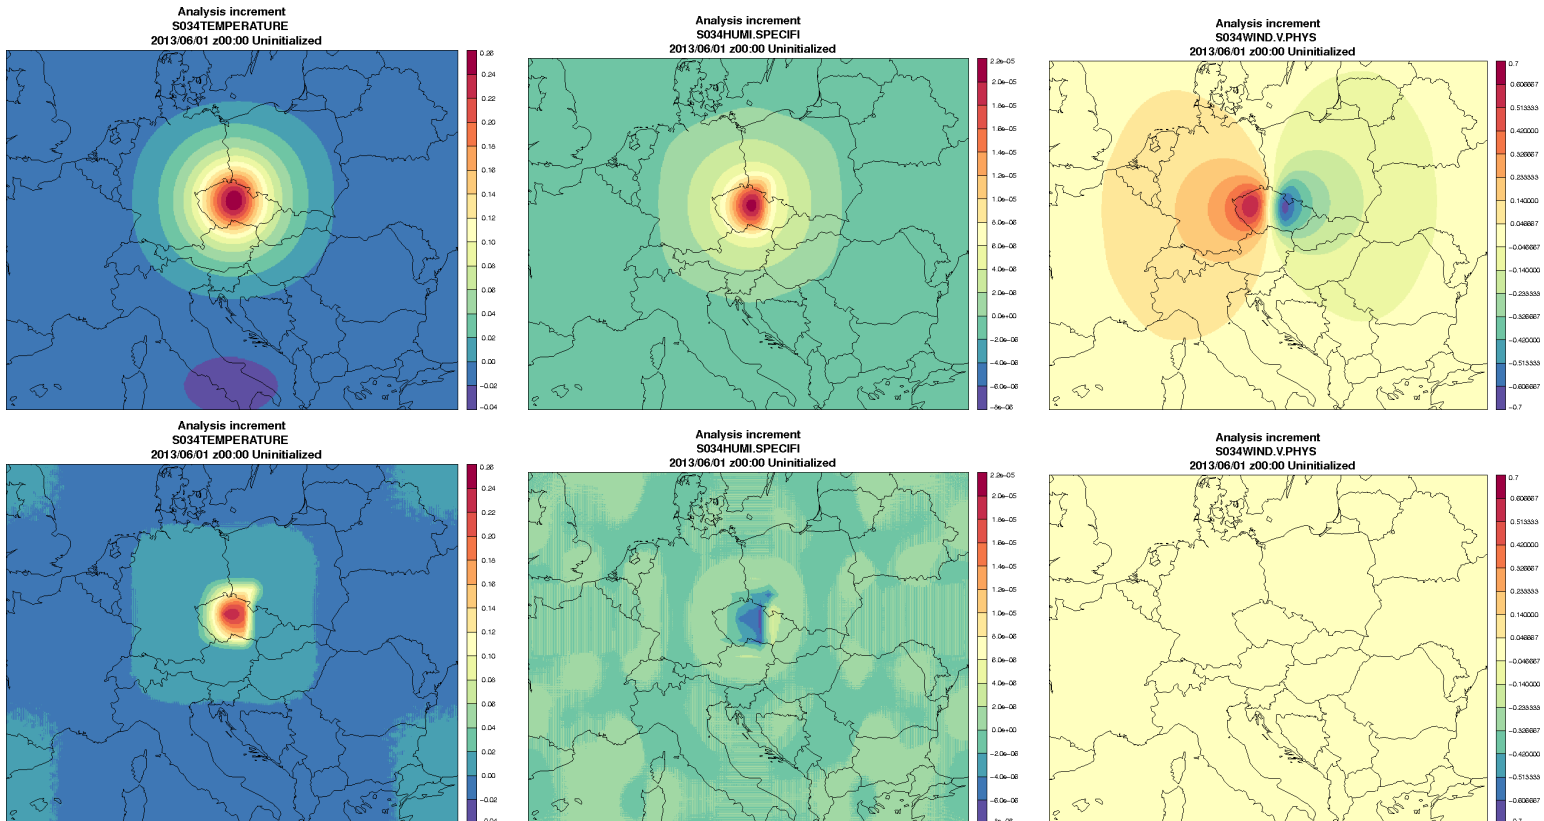 Analysis increment
S034TEMPERATURE
2013/06/01 z00:00 Uninitialized
0.26
0.24
0.22
0.20
0.18
0.16
0.14
0.12
0.10
0.08
0.06
0.04
0.02
0.00
−0.02
−0.04
Analysis increment
S034HUMI.SPECIFI
2013/06/01 z00:00 Uninitialized
2.2e−05
2.0e−05
1.8e−05
1.6e−05
1.4e−05
1.2e−05
1.0e−05
8.0e−06
6.0e−06
4.0e−06
2.0e−06
0.0e+00
−2.0e−06
−4.0e−06
−6.0e−06
−8e−06
Analysis increment
S034WIND.V.PHYS
2013/06/01 z00:00 Uninitialized
0.7
0.606667
0.513333
0.420000
0.326667
0.233333
0.140000
0.046667
−0.046667
−0.140000
−0.233333
−0.326667
−0.420000
−0.513333
−0.606667
−0.7
Analysis increment
S034TEMPERATURE
2013/06/01 z00:00 Uninitialized
0.26
0.24
0.22
0.20
0.18
0.16
0.14
0.12
0.10
0.08
0.06
0.04
0.02
0.00
−0.02
Analysis increment
S034HUMI.SPECIFI
2013/06/01 z00:00 Uninitialized
2.2e−05
2.0e−05
1.8e−05
1.6e−05
1.4e−05
1.2e−05
1.0e−05
8.0e−06
6.0e−06
4.0e−06
2.0e−06
0.0e+00
−2.0e−06
−4.0e−06
−6.0e−06
Analysis increment
S034WIND.V.PHYS
2013/06/01 z00:00 Uninitialized
0.7
0.606667
0.513333
0.420000
0.326667
0.233333
0.140000
0.046667
−0.046667
−0.140000
−0.233333
−0.326667
−0.420000
−0.513333
−0.606667